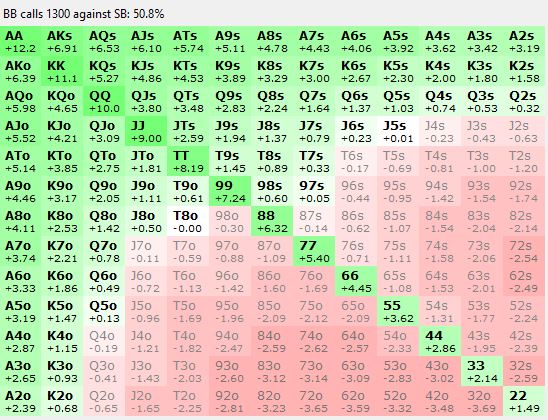 BB calls 1300 against SB: 50.8%
AA AKs AQs AJs ATs A9s A8s A7s A6s A5s A4s A3s A2s
+12.2 +6.91 +6.53 +6.10 +5.74 +5.11 +4.78 +4.43 +4.06 +3.92 +3.62 +3.42 +3.19
AKo KK KQs KJs KTs K9s K8s K7s K6s K5s K4s K3s K2s
+6.39 +11.1 +5.27 +4.86 +4.53 +3.89 +3.29 +3.00 +2.67 +2.30 +2.00 +1.80 +1.58
AQo KQo QQ QJs QTs Q9s Q8s Q7s Q6s Q5s Q4s Q3s Q2s
+5.98 +4.65 +10.0 +3.80 +3.48 +2.83 +2.24 +1.64 +1.37 +1.03 +0.74 +0.53 +0.32
AJo KJo QJo JJ JTs J9s J8s J7s J6s J5s J4s J3s J2s
+5.52 +4.21 +3.09 +9.00 +2.59 +1.94 +1.37 +0.79 +0.23 +0.01 -0.23 -0.43 -0.63
ATo KTo QTo JTo TT T9s T8s T7s T6s T5s T4s T3s T2s
+5.14 +3.85 +2.75 +1.81 +8.19 +1.45 +0.89 +0.33 -0.17 -0.69 -0.81 -1.00 -1.20
A9o K9o Q9o J9o T9o 99 98s 97s 96s 95s 94s 93s 92s
+4.46 +3.17 +2.05 +1.11 +0.61 +7.24 +0.60 +0.05 -0.44 -0.95 -1.42 -1.54 -1.74
A8o K8o Q8o J8o T8o 98o 88 87s 86s 85s 84s 83s 82s
+4.11 +2.53 +1.42 +0.50 -0.00 -0.30 +6.32 -0.14 -0.62 -1.07 -1.54 -2.04 -2.14
A7o K7o Q7o J7o T7o 97o 87o 77 76s 75s 74s 73s 72s
+3.74 +2.21 +0.78 -0.11 -0.59 -0.88 -1.09 +5.40 -0.71 -1.11 -1.58 -2.06 -2.54
A6o K6o Q6o J6o T6o 96o 86o 76o 66 65s 64s 63s 62s
+3.33 +1.86 +0.49 -0.72 -1.13 -1.42 -1.60 -1.69 +4.45 -1.08 -1.53 -2.01 -2.49
A5o K5o Q5o J5o T5o 95o 85o 75o 65o 55 54s 53s 52s
+3.19 +1.47 +0.13 -0.96 -1.69 -1.96 -2.09 -2.12 -2.09 +3.62 -1.31 -1.77 -2.24
A4o K4o Q4o J4o T4o 94o 84o 74o 64o 54o 44 43s 42s
+2.87 +1.15 -0.19 -1.21 -1.82 -2.47 -2.59 -2.62 -2.57 -2.33 +2.86 -1.95 -2.39
A3o K3o Q3o J3o T3o 93o 83o 73o 63o 53o 43o 33 32s
+2.65 +0.93 -0.41 -1.43 -2.03 -2.60 -3.12 -3.14 -3.09 -2.83 -3.02 +2.14 -2.59
A2o K2o Q2o J2o T2o 92o 82o 72o 62o 52o 42o 32o 22
+2.39 +0.68 -0.65 -1.65 -2.25 -2.81 -3.23 -3.65 -3.59 -3.32 -3.48 -3.69 +1.49